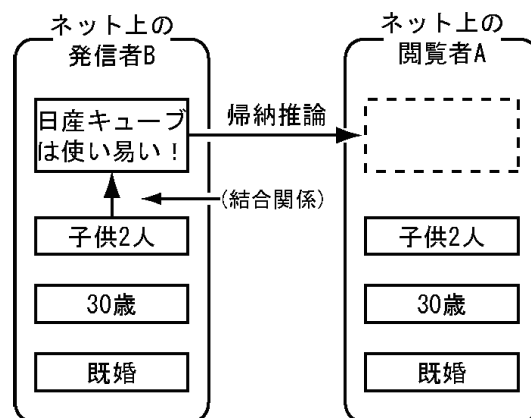 ネット上の
発信者B
日産キューブ
は使い易い！
(結合関係)
子供2人
30歳
既婚
帰納推論
ネット上の
閲覧者A
子供2人
30歳
既婚